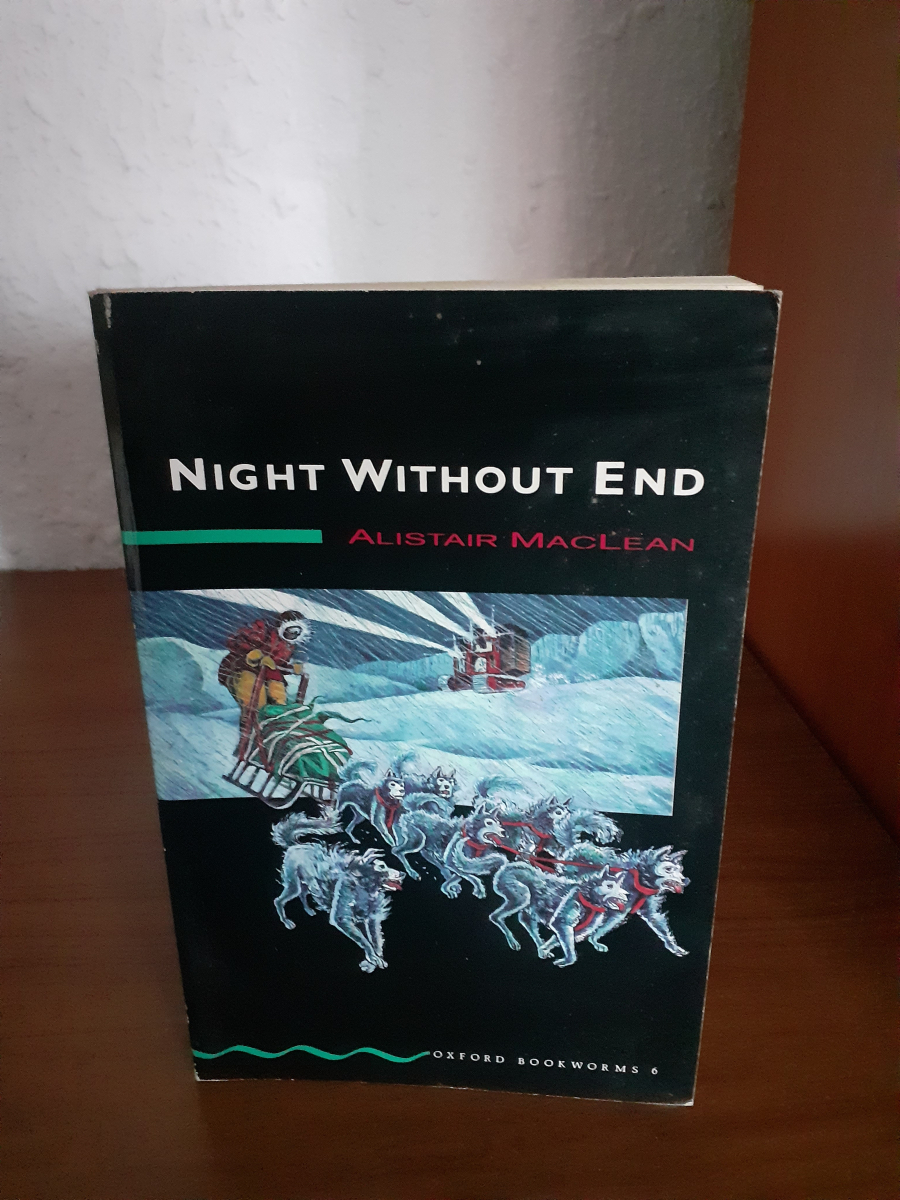 NIGHT WITHOUT END
ALISTAIR MACLEAN
OXFORD BOOKWORMS 6